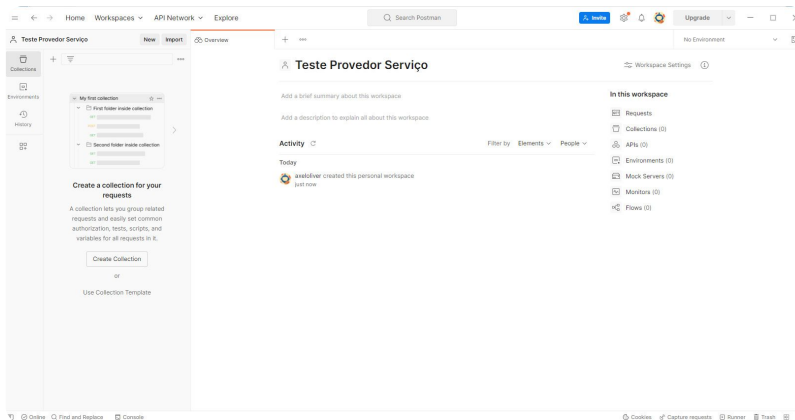 Home Workspaces API Network Explore
Search Postman
Invite
Upgrade
Teste Provedor Serviço
New Import
Overview
No Environment
Collections
Environments
History
My first collection
First folder inside collection
Second folder inside collection
Create a collection for your
requests
A collection lets you group related
requests and easily set common
authorization, tests, scripts, and
variables for all requests in it.
Create Collection
or
Use Collection Template
Teste Provedor Serviço
Workspace Settings
Add a brief summary about this workspace
Add a description to explain all about this workspace
Activity
Filter by Elements People
Today
axeloliver created this personal workspace
just now
In this workspace
Requests
Collections (0)
APIs (0)
Environments (0)
Mock Servers (0)
Monitors (0)
Flows (0)
Online Find and Replace Console
Cookies Capture requests Runner Trash